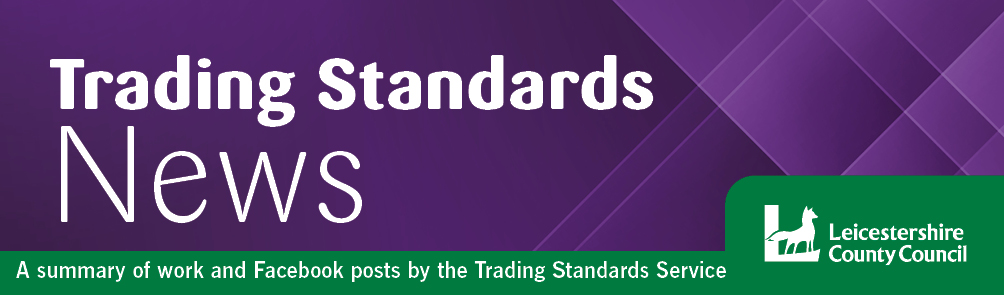 Trading Standards
News
Leicestershire
County Council
A summary of work and Facebook posts by the Trading Standards Service